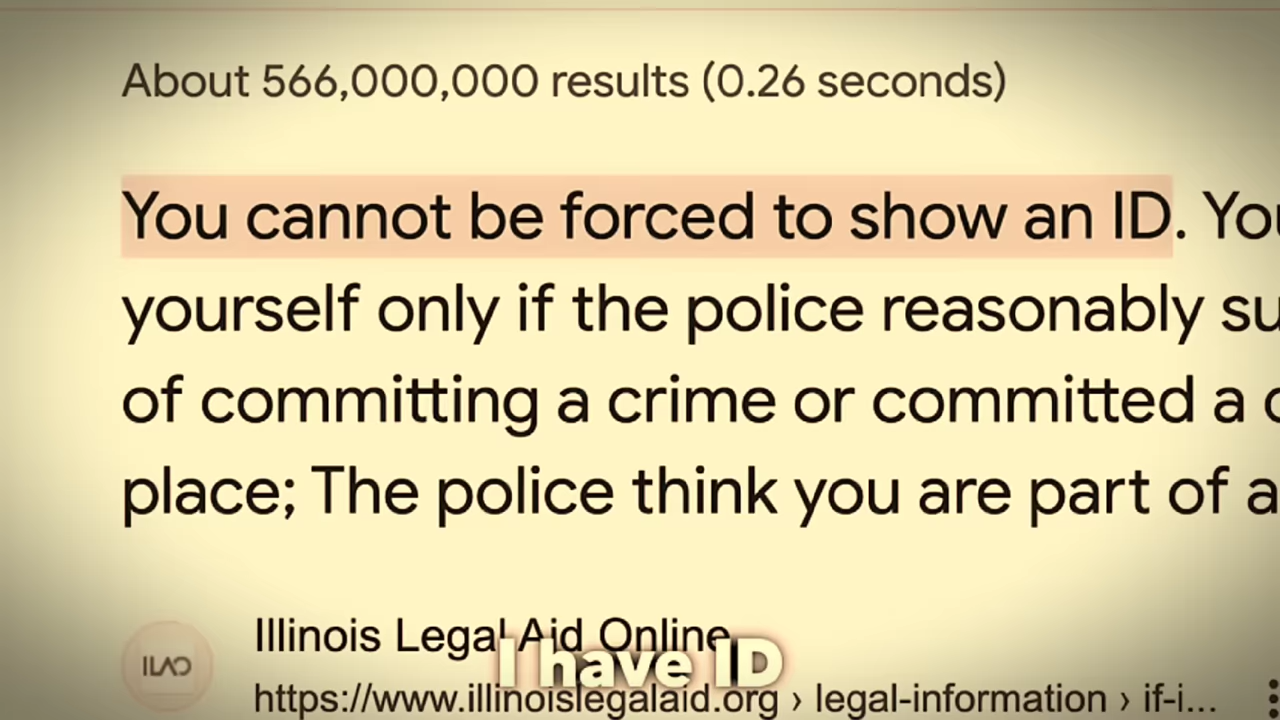 About 566,000,000 results (0.26 seconds)
You cannot be forced to show an ID. You
yourself only if the police reasonably su
of committing a crime or committed a c
place; The police think you are part of a
ILAO
Illinois Legal Aid Online
I have ID
https://www.illinoislegalaid.org › legal-information › if-i...